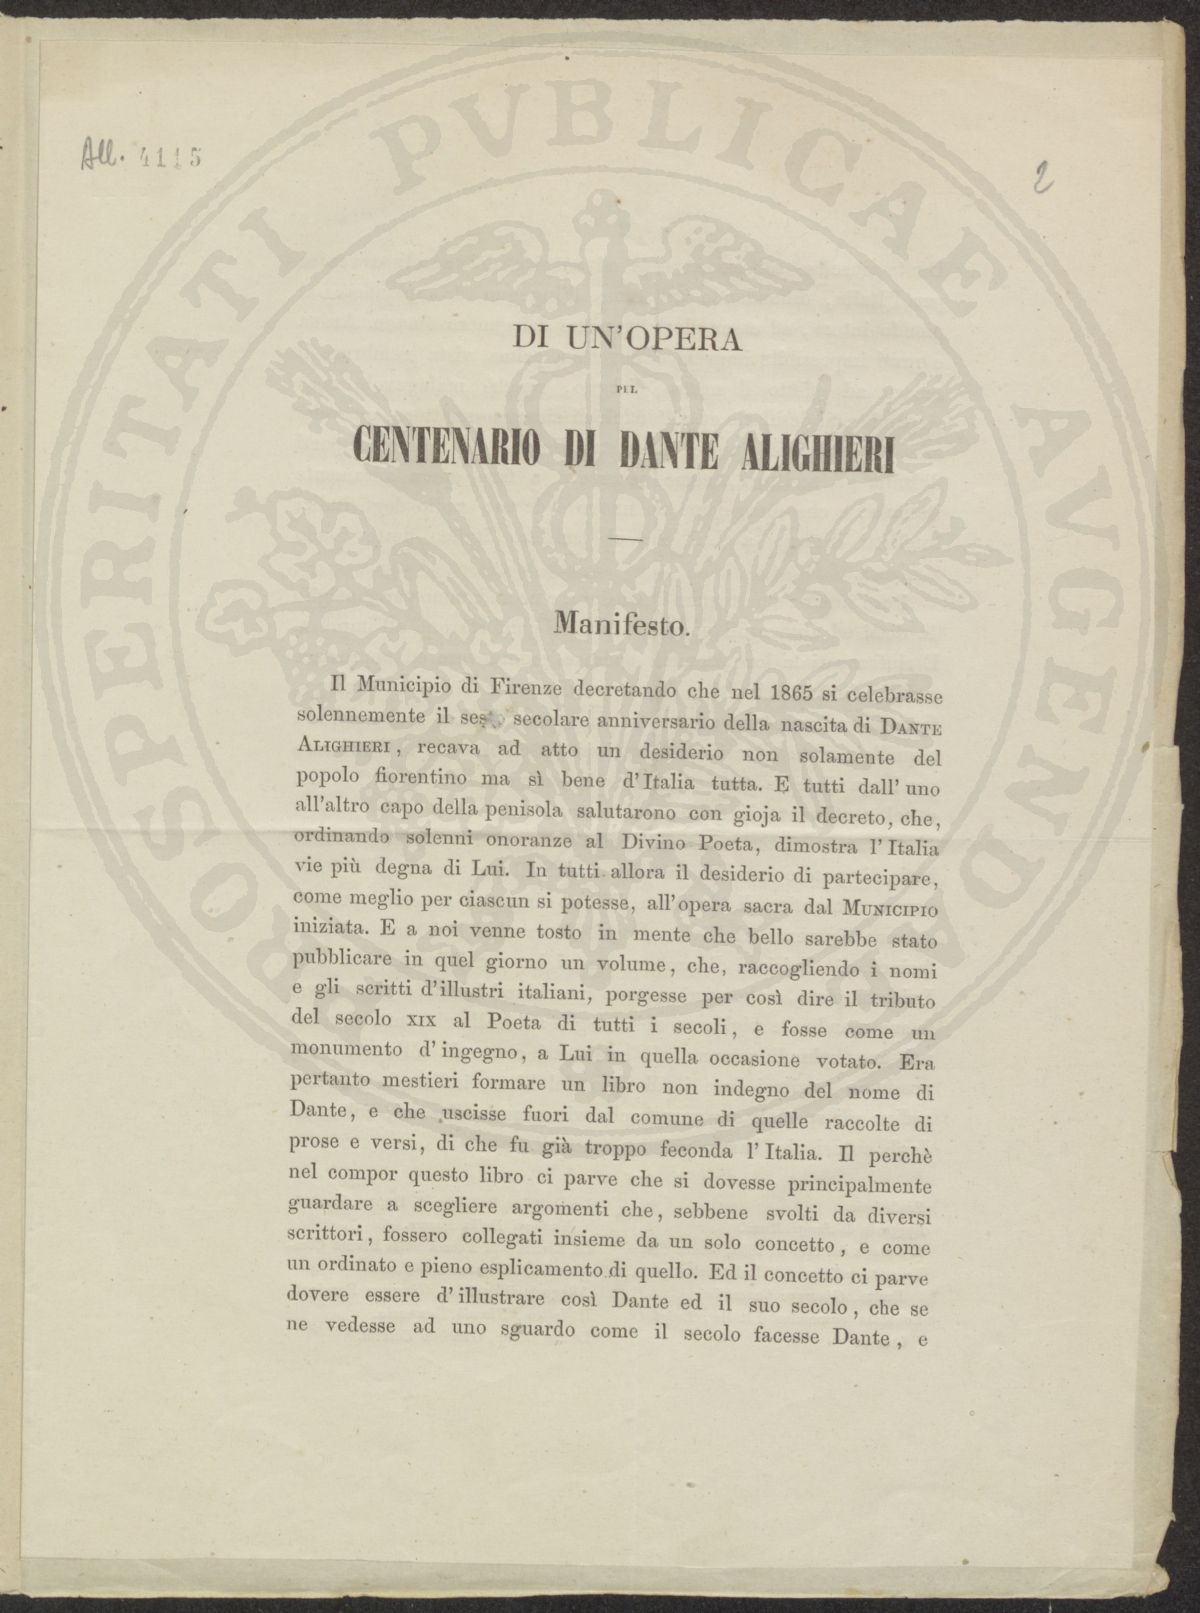 All. 4115
2
DI UN'OPERA
PEL
CENTENARIO DI DANTE ALIGHIERI
Manifesto.
Il Municipio di Firenze decretando che nel 1865 si celebrasse
solennemente il sesto secolare anniversario della nascita di DANTE
ALIGHIERI, recava ad atto un desiderio non solamente del
popolo fiorentino ma sì bene d'Italia tutta. E tutti dall'uno
all'altro capo della penisola salutarono con gioja il decreto, che,
ordinando solenni onoranze al Divino Poeta, dimostra l'Italia
vie più degna di Lui. In tutti allora il desiderio di partecipare,
come meglio per ciascun si potesse, all'opera sacra dal MUNICIPIO
iniziata. E a noi venne tosto in mente che bello sarebbe stato
pubblicare in quel giorno un volume, che, raccogliendo i nomi
e gli scritti d'illustri italiani, porgesse per così dire il tributo
del secolo XIX al Poeta di tutti i secoli, e fosse come un
monumento d'ingegno, a Lui in quella occasione votato. Era
pertanto mestieri formare un libro non indegno del nome di
Dante, e che uscisse fuori dal comune di quelle raccolte di
prose e versi, di che fu già troppo feconda l'Italia. Il perchè
nel compor questo libro ci parve che si dovesse principalmente
guardare a scegliere argomenti che, sebbene svolti da diversi
scrittori, fossero collegati insieme da un solo concetto, e come
un ordinato e pieno esplicamento di quello. Ed il concetto ci parve
dovere essere d'illustrare così Dante ed il suo secolo, che se
ne vedesse ad uno sguardo come il secolo facesse Dante, e